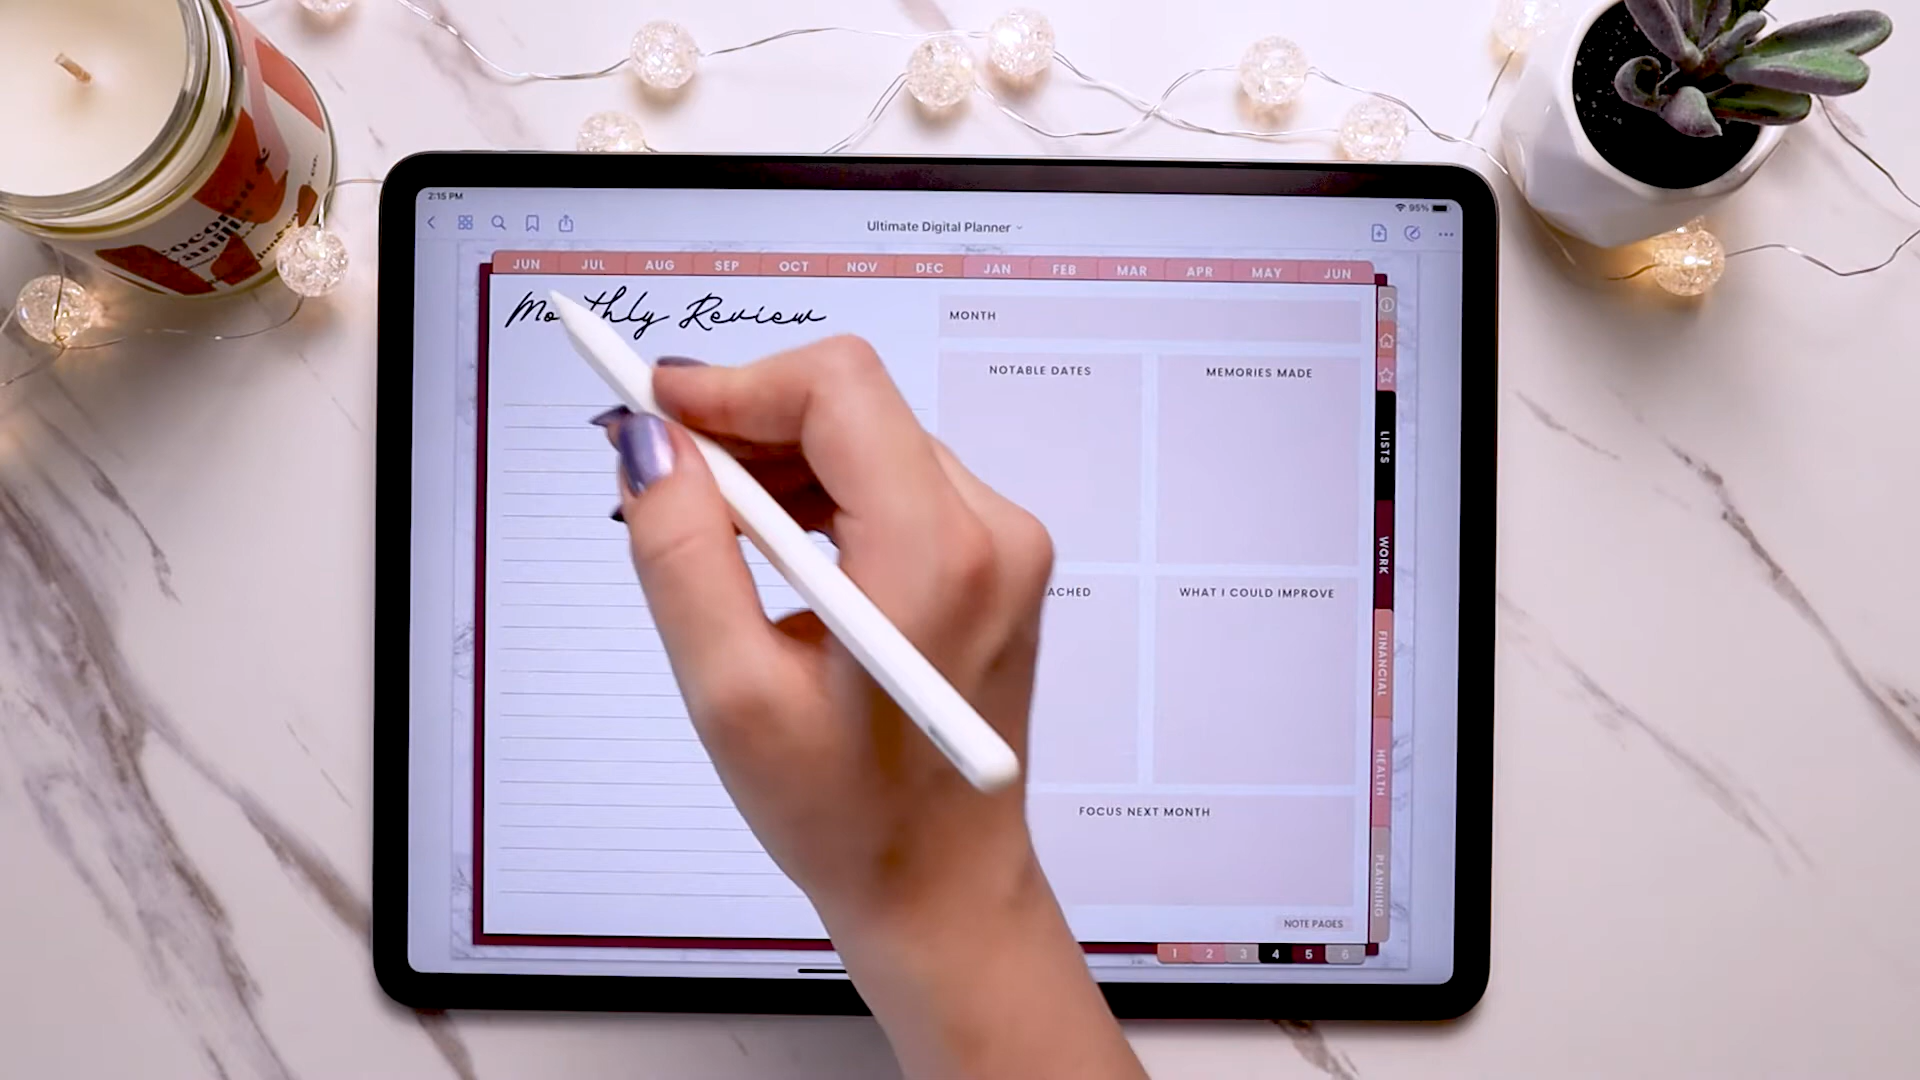 2:15 PM
95%
Ultimate Digital Planner
JUN JUL AUG SEP OCT NOV DEC JAN FEB MAR APR MAY JUN
Monthly Review
MONTH
NOTABLE DATES
MEMORIES MADE
ACHED
WHAT I COULD IMPROVE
FOCUS NEXT MONTH
NOTE PAGES
LISTS
WORK
FINANCIAL
HEALTH
PLANNING
1 2 3 4 5 6